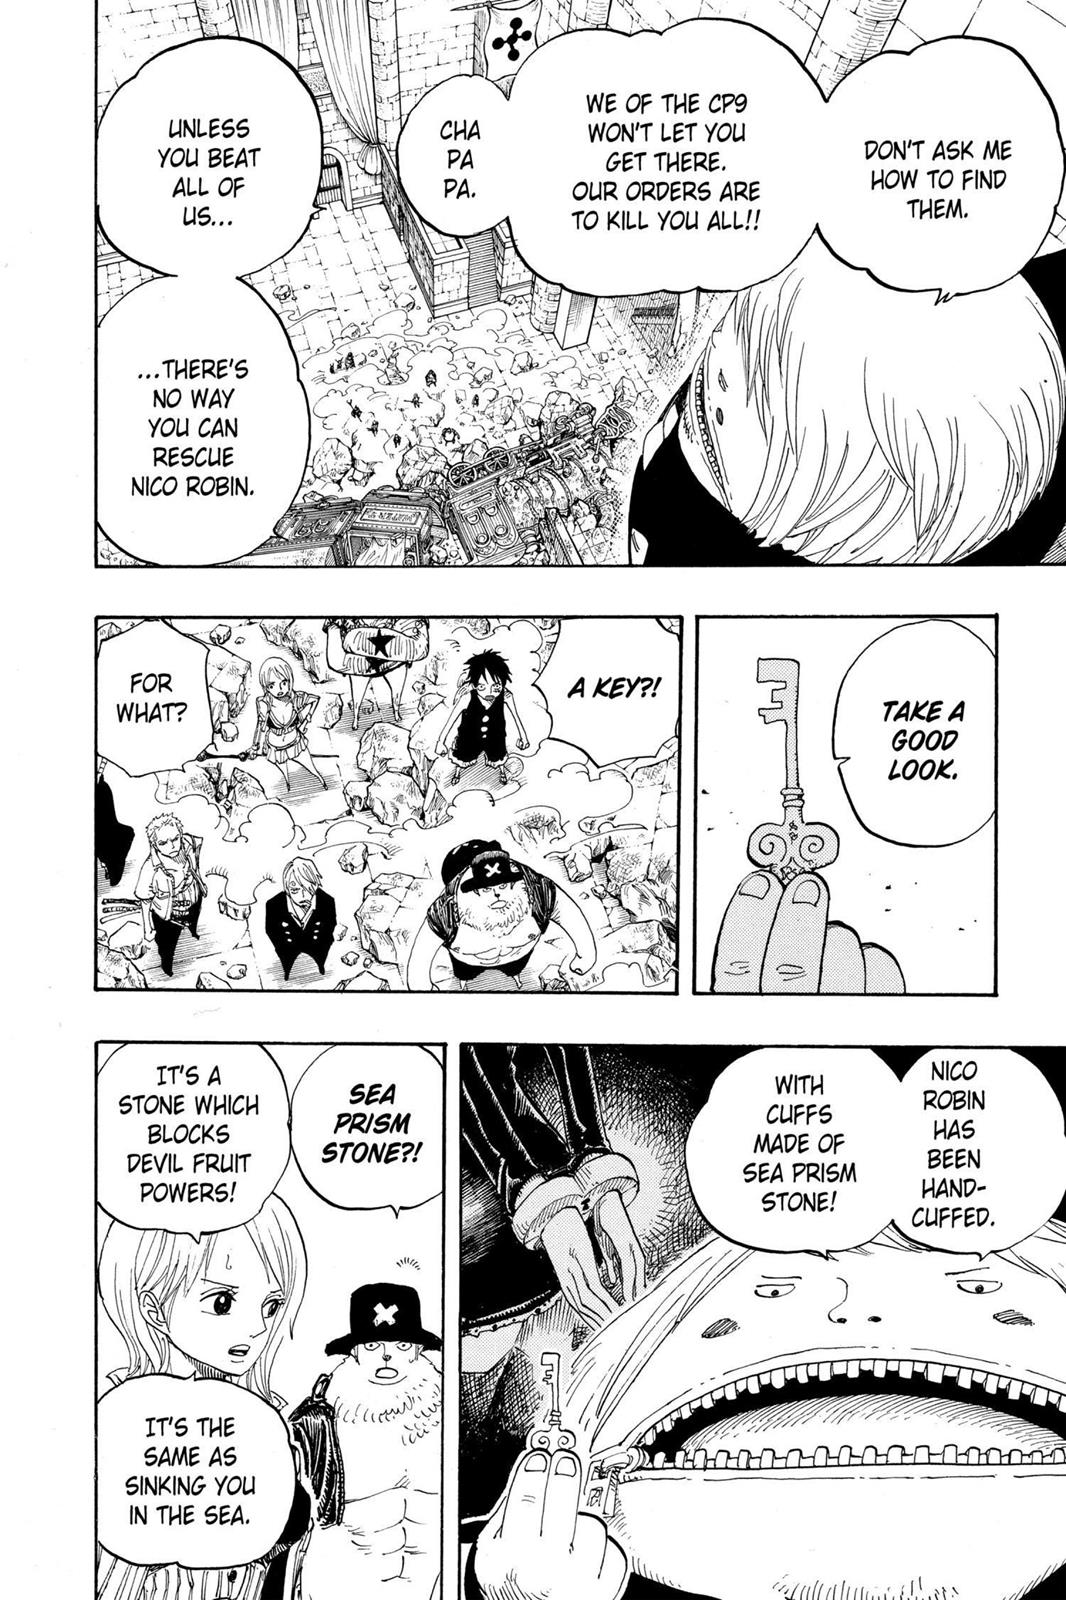 DON'T ASK ME
HOW TO FIND
THEM.
WE OF THE CP9
WON'T LET YOU
GET THERE.
OUR ORDERS ARE
TO KILL YOU ALL!!
CHA
PA
PA.
UNLESS
YOU BEAT
ALL OF
US...
...THERE'S
NO WAY
YOU CAN
RESCUE
NICO ROBIN.
TAKE A
GOOD
LOOK.
A KEY?!
FOR
WHAT?
NICO
ROBIN
HAS
BEEN
HAND-
CUFFED.
WITH
CUFFS
MADE OF
SEA PRISM
STONE!
SEA
PRISM
STONE?!
IT'S A
STONE WHICH
BLOCKS
DEVIL FRUIT
POWERS!
IT'S THE
SAME AS
SINKING YOU
IN THE SEA.